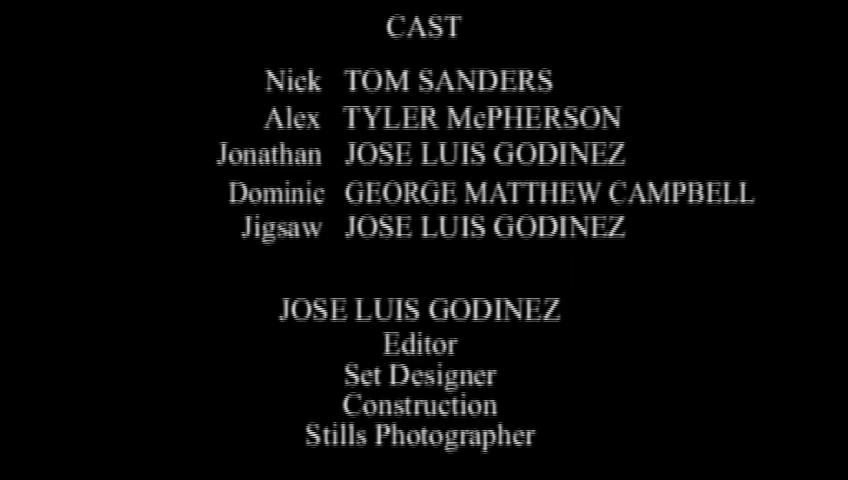 CAST
Nick TOM SANDERS
Alex TYLER McPHERSON
Jonathan JOSE LUIS GODINEZ
Dominic GEORGE MATTHEW CAMPBELL
Jigsaw JOSE LUIS GODINEZ
JOSE LUIS GODINEZ
Editor
Set Designer
Construction
Stills Photographer